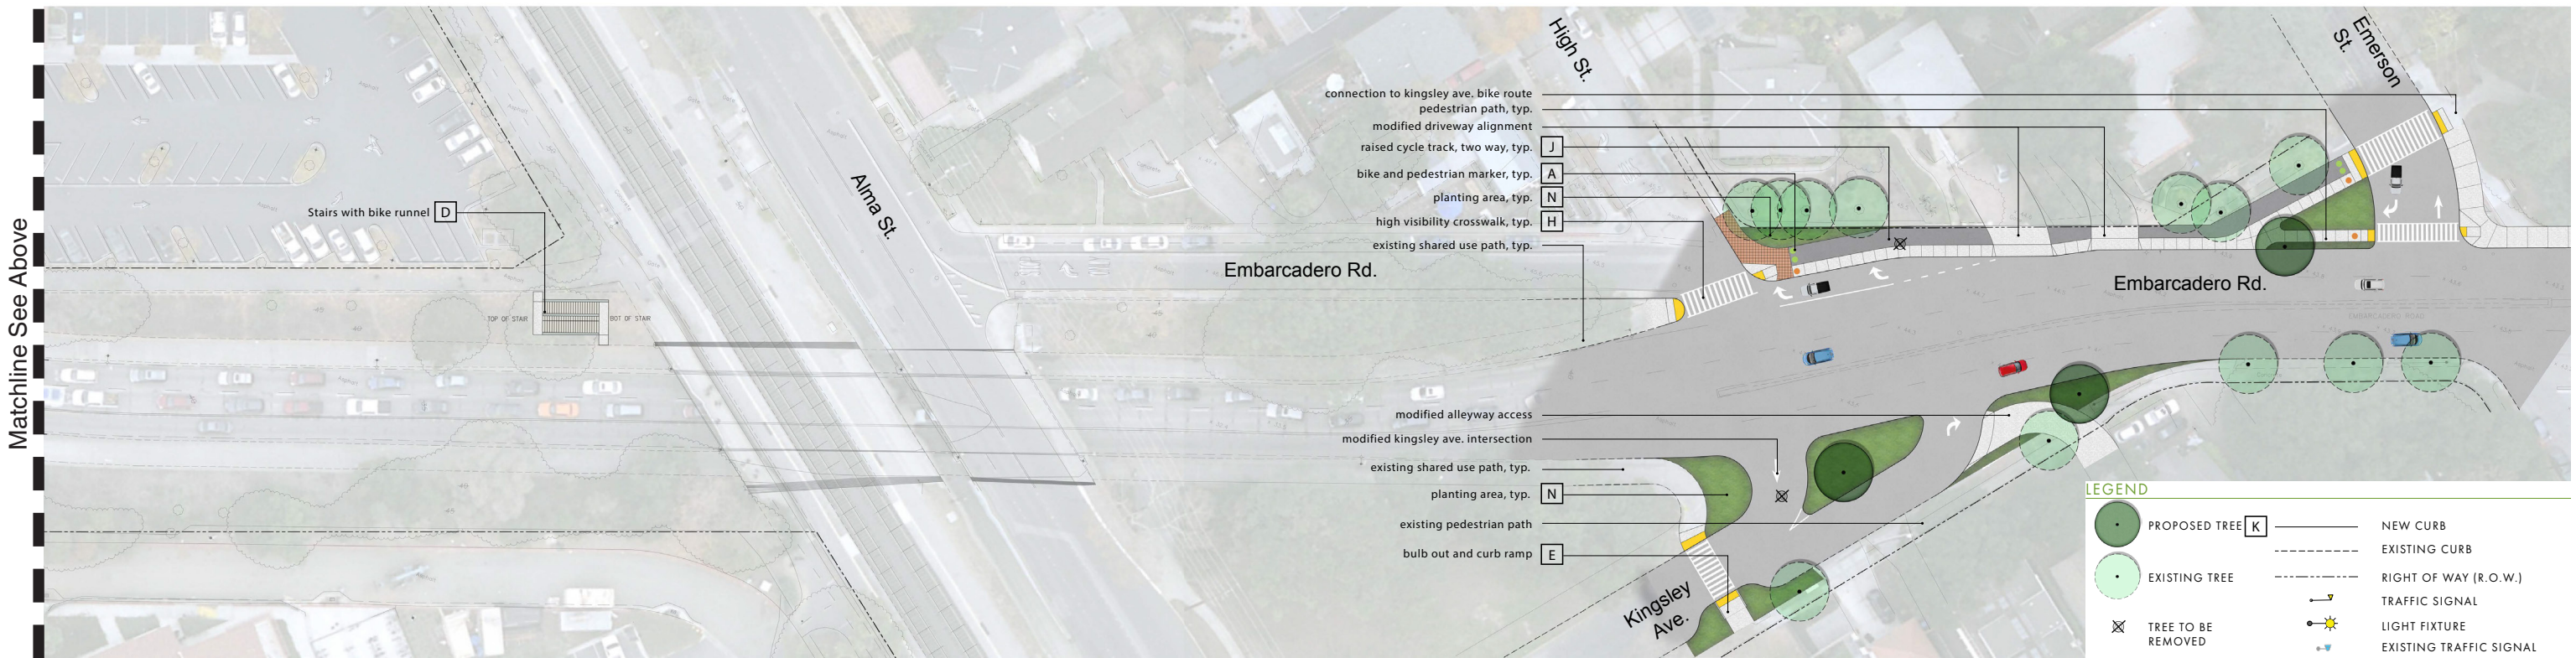 Matchline See Above
Stairs with bike runnel D
TOP OF STAIR
BOT OF STAIR
Alma St.
Embarcadero Rd.
High St.
Emerson
St.
connection to kingsley ave. bike route
pedestrian path, typ.
modified driveway alignment
raised cycle track, two way, typ. J
bike and pedestrian marker, typ. A
planting area, typ. N
high visibility crosswalk, typ. H
existing shared use path, typ.
Embarcadero Rd.
EMBARCADERO ROAD
modified alleyway access
modified kingsley ave. intersection
existing shared use path, typ.
planting area, typ. N
existing pedestrian path
bulb out and curb ramp E
Kingsley
Ave.
LEGEND
PROPOSED TREE K
EXISTING TREE
TREE TO BE
REMOVED
NEW CURB
EXISTING CURB
RIGHT OF WAY (R.O.W.)
TRAFFIC SIGNAL
LIGHT FIXTURE
EXISTING TRAFFIC SIGNAL